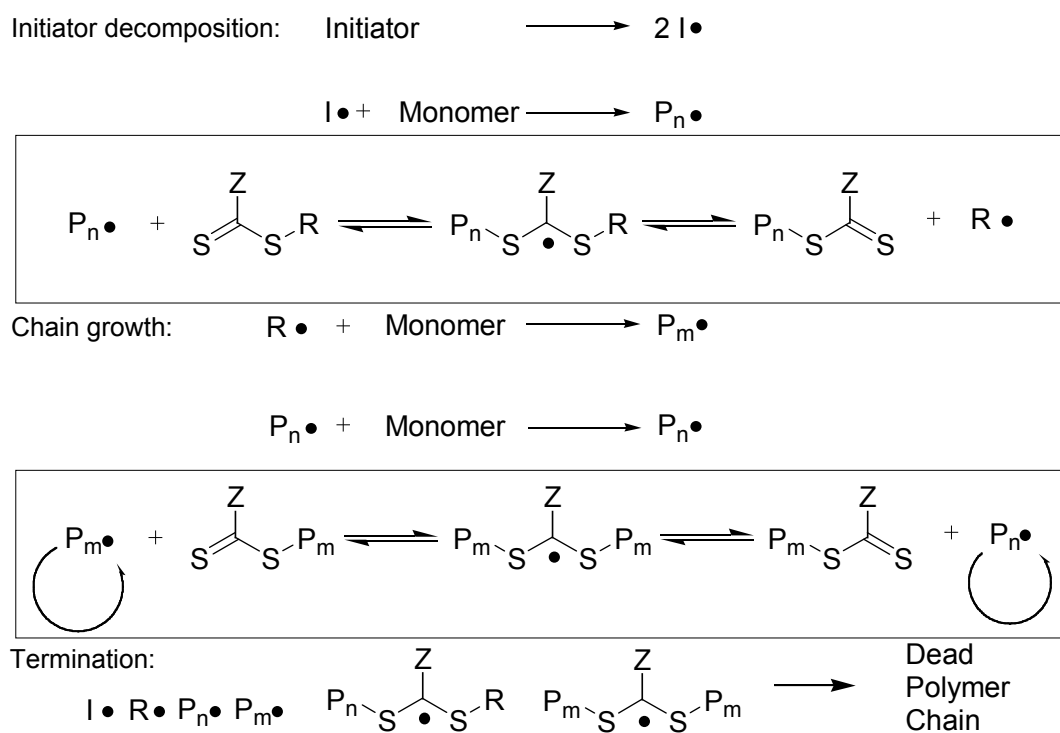 Initiator decomposition: Initiator 2 I•
I• + Monomer Pn•
Z Z Z
Pn• + S S R Pn S • S R Pn S S + R •
Chain growth: R • + Monomer Pm•
Pn• + Monomer Pn•
Z Z Z
Pm• + S S Pm Pm S • S Pm Pm S S + Pn•
Termination:
Z Z Dead
I • R• Pn• Pm• Pn S • S R Pm S • S Pm Polymer
Chain